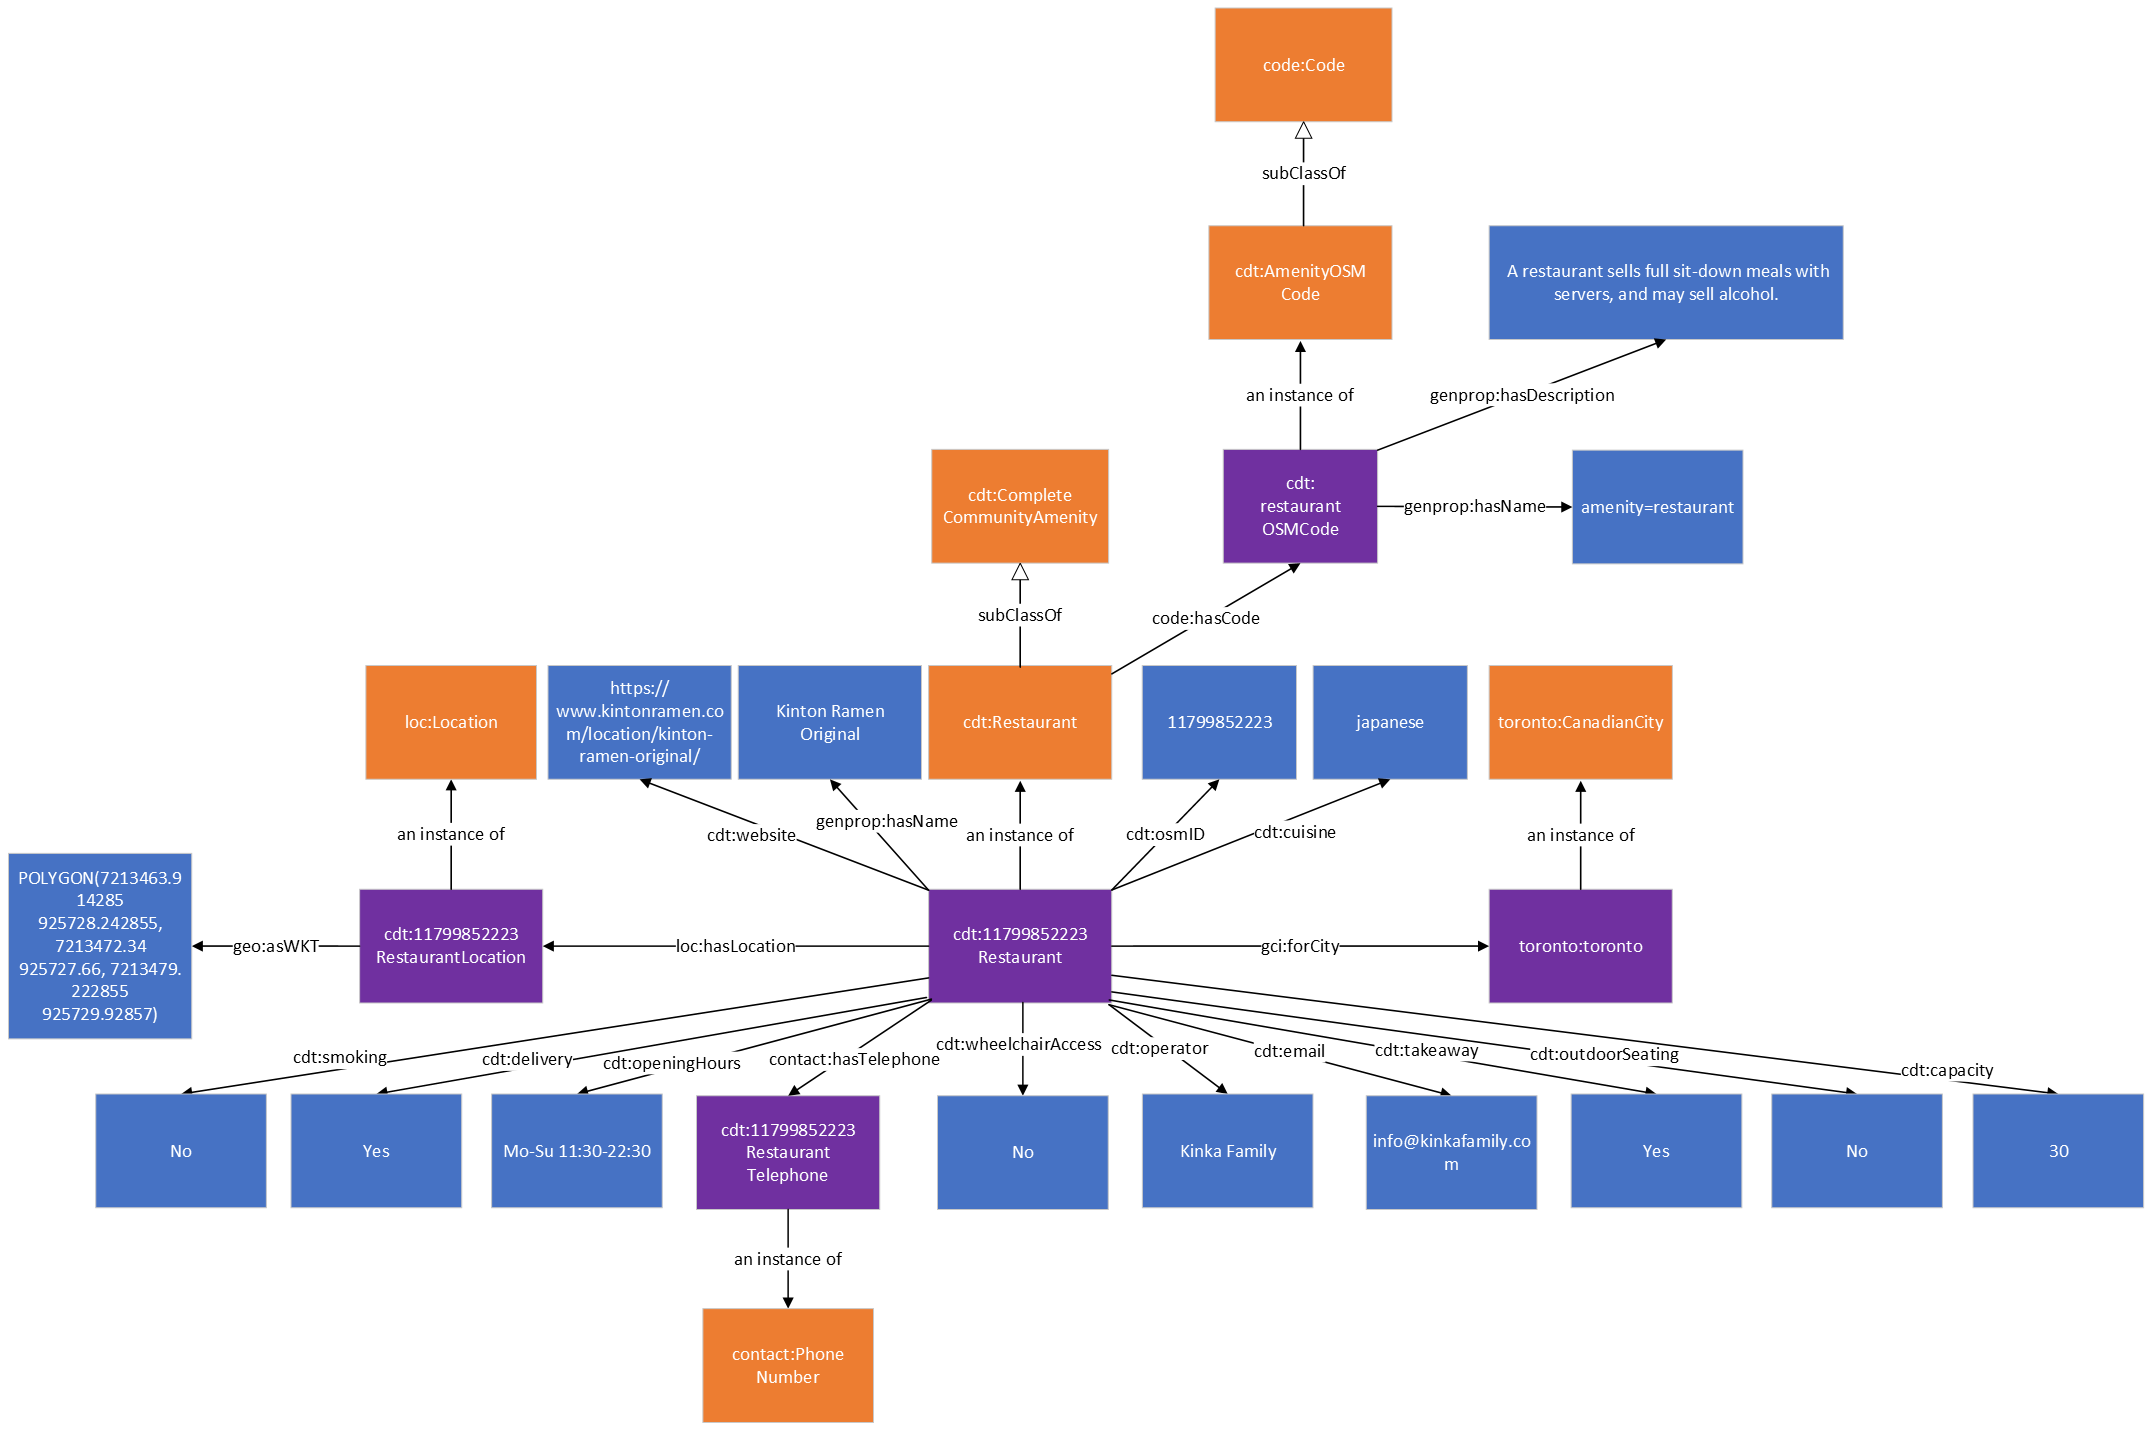 code:Code
subClassOf
cdt:AmenityOSM
Code
A restaurant sells full sit-down meals with
servers, and may sell alcohol.
an instance of
genprop:hasDescription
cdt:Complete
CommunityAmenity
cdt:
restaurant
OSMCode
genprop:hasName
amenity=restaurant
subClassOf
code:hasCode
loc:Location
https://
www.kintonramen.co
m/location/kinton-
ramen-original/
Kinton Ramen
Original
cdt:Restaurant
11799852223
japanese
toronto:CanadianCity
an instance of
cdt:website
genprop:hasName
an instance of
cdt:osmID
cdt:cuisine
an instance of
POLYGON(7213463.9
14285
925728.242855,
7213472.34
925727.66, 7213479.
222855
925729.92857)
geo:asWKT
cdt:11799852223
RestaurantLocation
loc:hasLocation
cdt:11799852223
Restaurant
gci:forCity
toronto:toronto
cdt:smoking
cdt:delivery
cdt:openingHours
contact:hasTelephone
cdt:wheelchairAccess
cdt:operator
cdt:email
cdt:takeaway
cdt:outdoorSeating
cdt:capacity
No
Yes
Mo-Su 11:30-22:30
cdt:11799852223
Restaurant
Telephone
No
Kinka Family
info@kinkafamily.co
m
Yes
No
30
an instance of
contact:Phone
Number